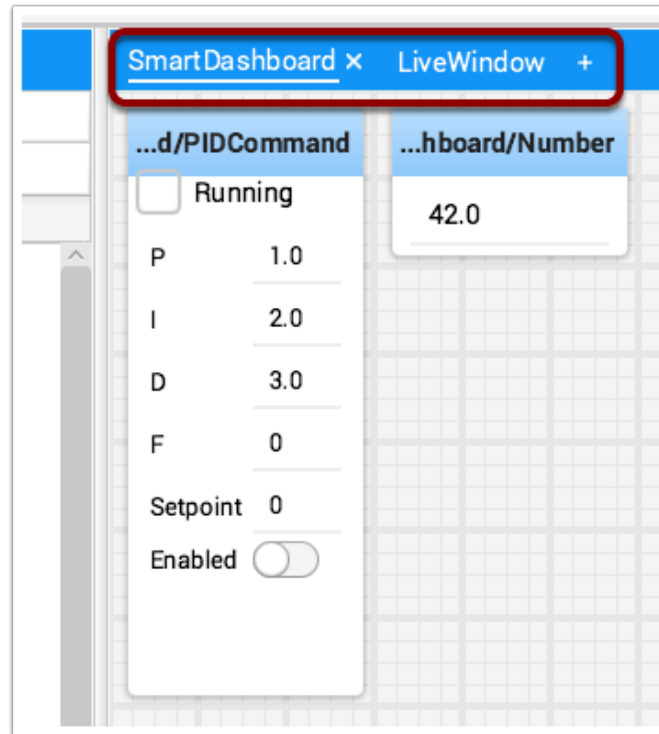 SmartDashboard × LiveWindow +
...d/PIDCommand
Running
P 1.0
I 2.0
D 3.0
F 0
Setpoint 0
Enabled
...hboard/Number
42.0